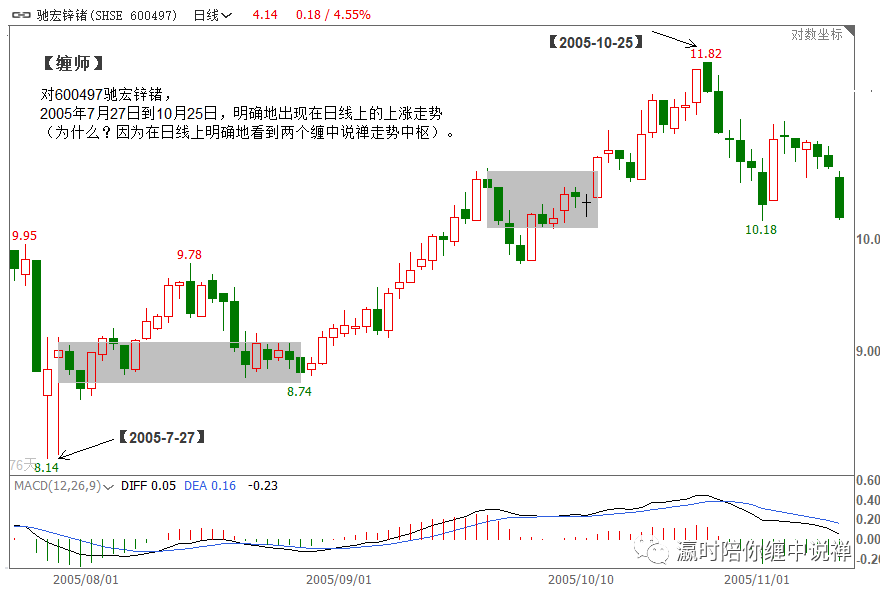 驰宏锌锗(SHSE 600497) 日线 4.14 0.18 / 4.55%
对数坐标
【2005-10-25】
11.82
【缠师】
对600497驰宏锌锗，
2005年7月27日到10月25日，明确地出现在日线上的上涨走势
（为什么？因为在日线上明确地看到两个缠中说禅走势中枢）。
9.95
9.78
10.18
10.0
9.00
8.74
【2005-7-27】
76天
8.14
MACD(12,26,9) DIFF 0.05 DEA 0.16 -0.23
0.60
0.40
0.20
0.00
-0.20
瀛时陪你缠中说禅
2005/08/01 2005/09/01 2005/10/10 2005/11/01